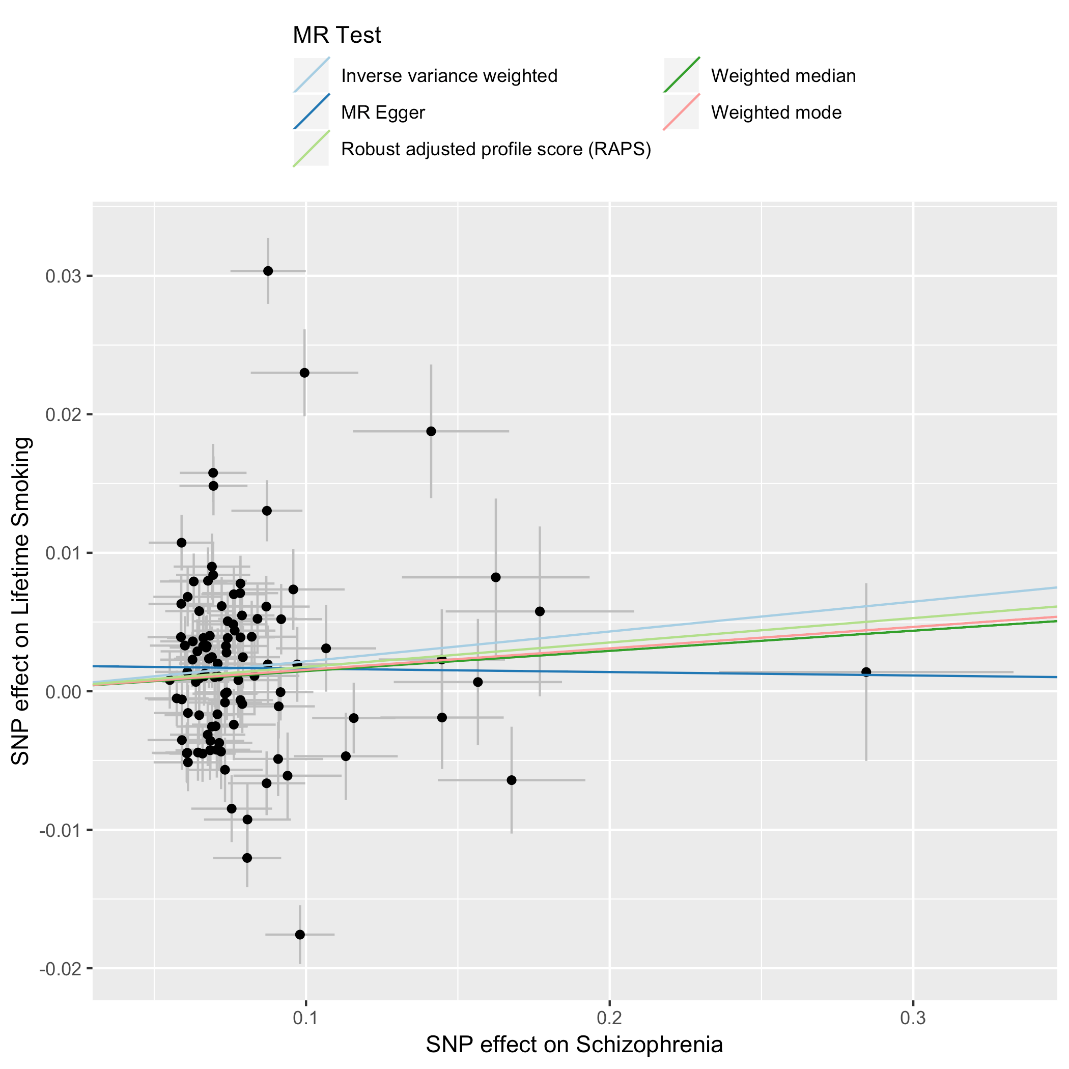 MR Test
Inverse variance weighted
Weighted median
MR Egger
Weighted mode
Robust adjusted profile score (RAPS)
0.03
0.02
0.01
0.00
-0.01
-0.02
SNP effect on Lifetime Smoking
0.1
0.2
0.3
SNP effect on Schizophrenia